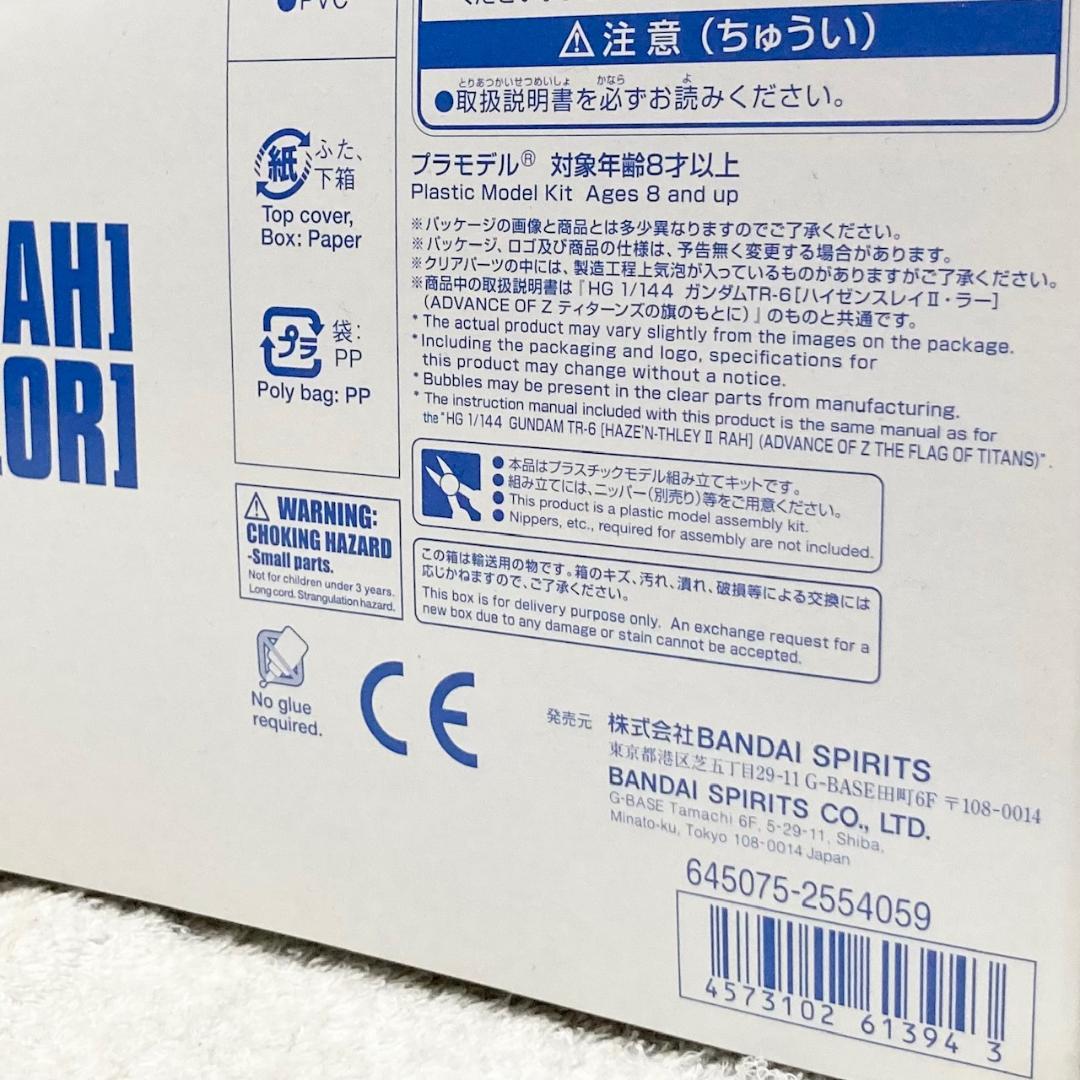 ●PVC
ください。
⚠注意（ちゅうい）
とりあつかいせつめいしょ かなら よ
●取扱説明書を必ずお読みください。
紙
ふた、
下箱
Top cover,
Box: Paper
プラ
袋:
PP
Poly bag: PP
AH]
OR]
プラモデル® 対象年齢8才以上
Plastic Model Kit Ages 8 and up
※パッケージの画像と商品とは多少異なりますのでご了承ください。
※パッケージ、ロゴ及び商品の仕様は、予告無く変更する場合があります。
※クリアパーツの中には、製造工程上気泡が入っているものがありますがご了承ください。
※商品中の取扱説明書は『HG 1/144 ガンダムTR-6[ハイゼンスレイⅡ・ラー]
（ADVANCE OF Z ティターンズの旗のもとに）』のものと共通です。
* The actual product may vary slightly from the images on the package.
* Including the packaging and logo, specifications for
this product may change without a notice.
* Bubbles may be present in the clear parts from manufacturing.
* The instruction manual included with this product is the same manual as for
the "HG 1/144 GUNDAM TR-6 [HAZE'N-THLEY Ⅱ RAH] (ADVANCE OF Z THE FLAG OF TITANS)".
●本品はプラスチックモデル組み立てキットです。
●組み立てには、ニッパー（別売り）等をご用意ください。
●This product is a plastic model assembly kit.
●Nippers, etc., required for assembly are not included.
⚠ WARNING:
CHOKING HAZARD
-Small parts.
Not for children under 3 years.
Long cord. Strangulation hazard.
この箱は輸送用の物です。箱のキズ、汚れ、潰れ、破損等による交換には
応じかねますので、ご了承ください。
This box is for delivery purpose only. An exchange request for a
new box due to any damage or stain cannot be accepted.
No glue
required.
CE
発売元 株式会社BANDAI SPIRITS
東京都港区芝五丁目29-11 G-BASE田町6F 〒108-0014
BANDAI SPIRITS CO., LTD.
G-BASE Tamachi 6F, 5-29-11, Shiba,
Minato-ku, Tokyo 108-0014 Japan
645075-2554059
4573102 613943